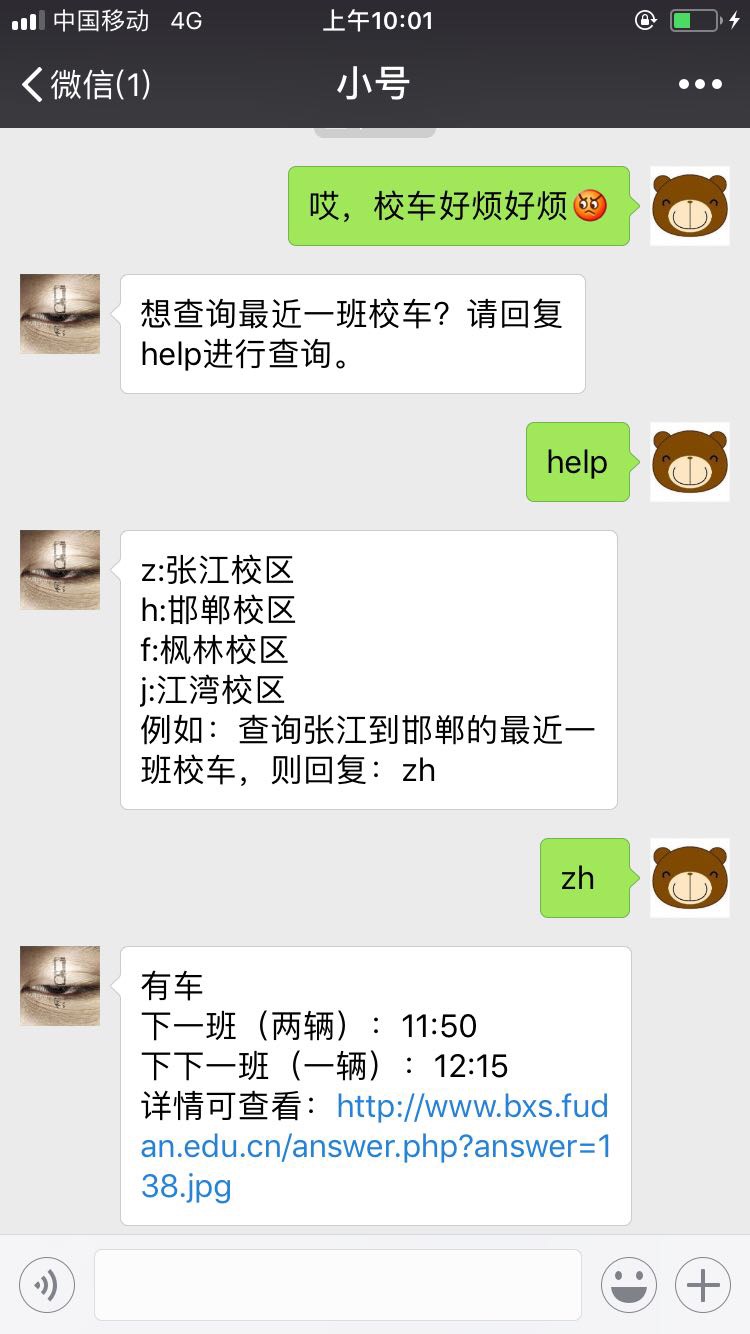 中国移动 4G 上午10:01
微信(1) 小号
哎，校车好烦好烦😡
想查询最近一班校车？请回复
help进行查询。
help
z:张江校区
h:邯郸校区
f:枫林校区
j:江湾校区
例如：查询张江到邯郸的最近一
班校车，则回复：zh
zh
有车
下一班（两辆）：11:50
下下一班（一辆）：12:15
详情可查看：http://www.bxs.fud
an.edu.cn/answer.php?answer=1
38.jpg